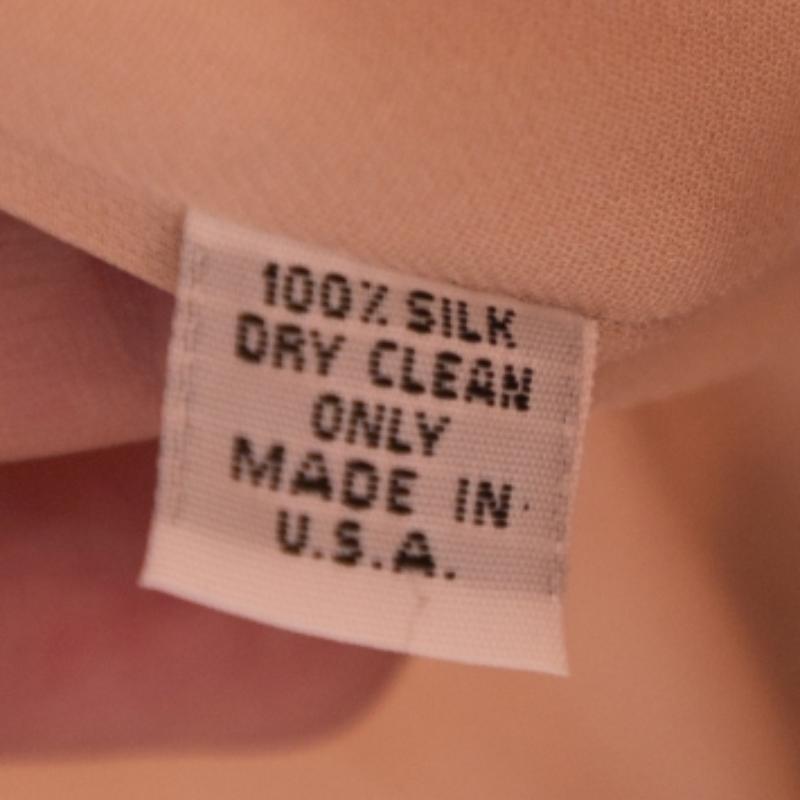 100% SILK
DRY CLEAN
ONLY
MADE IN
U.S.A.